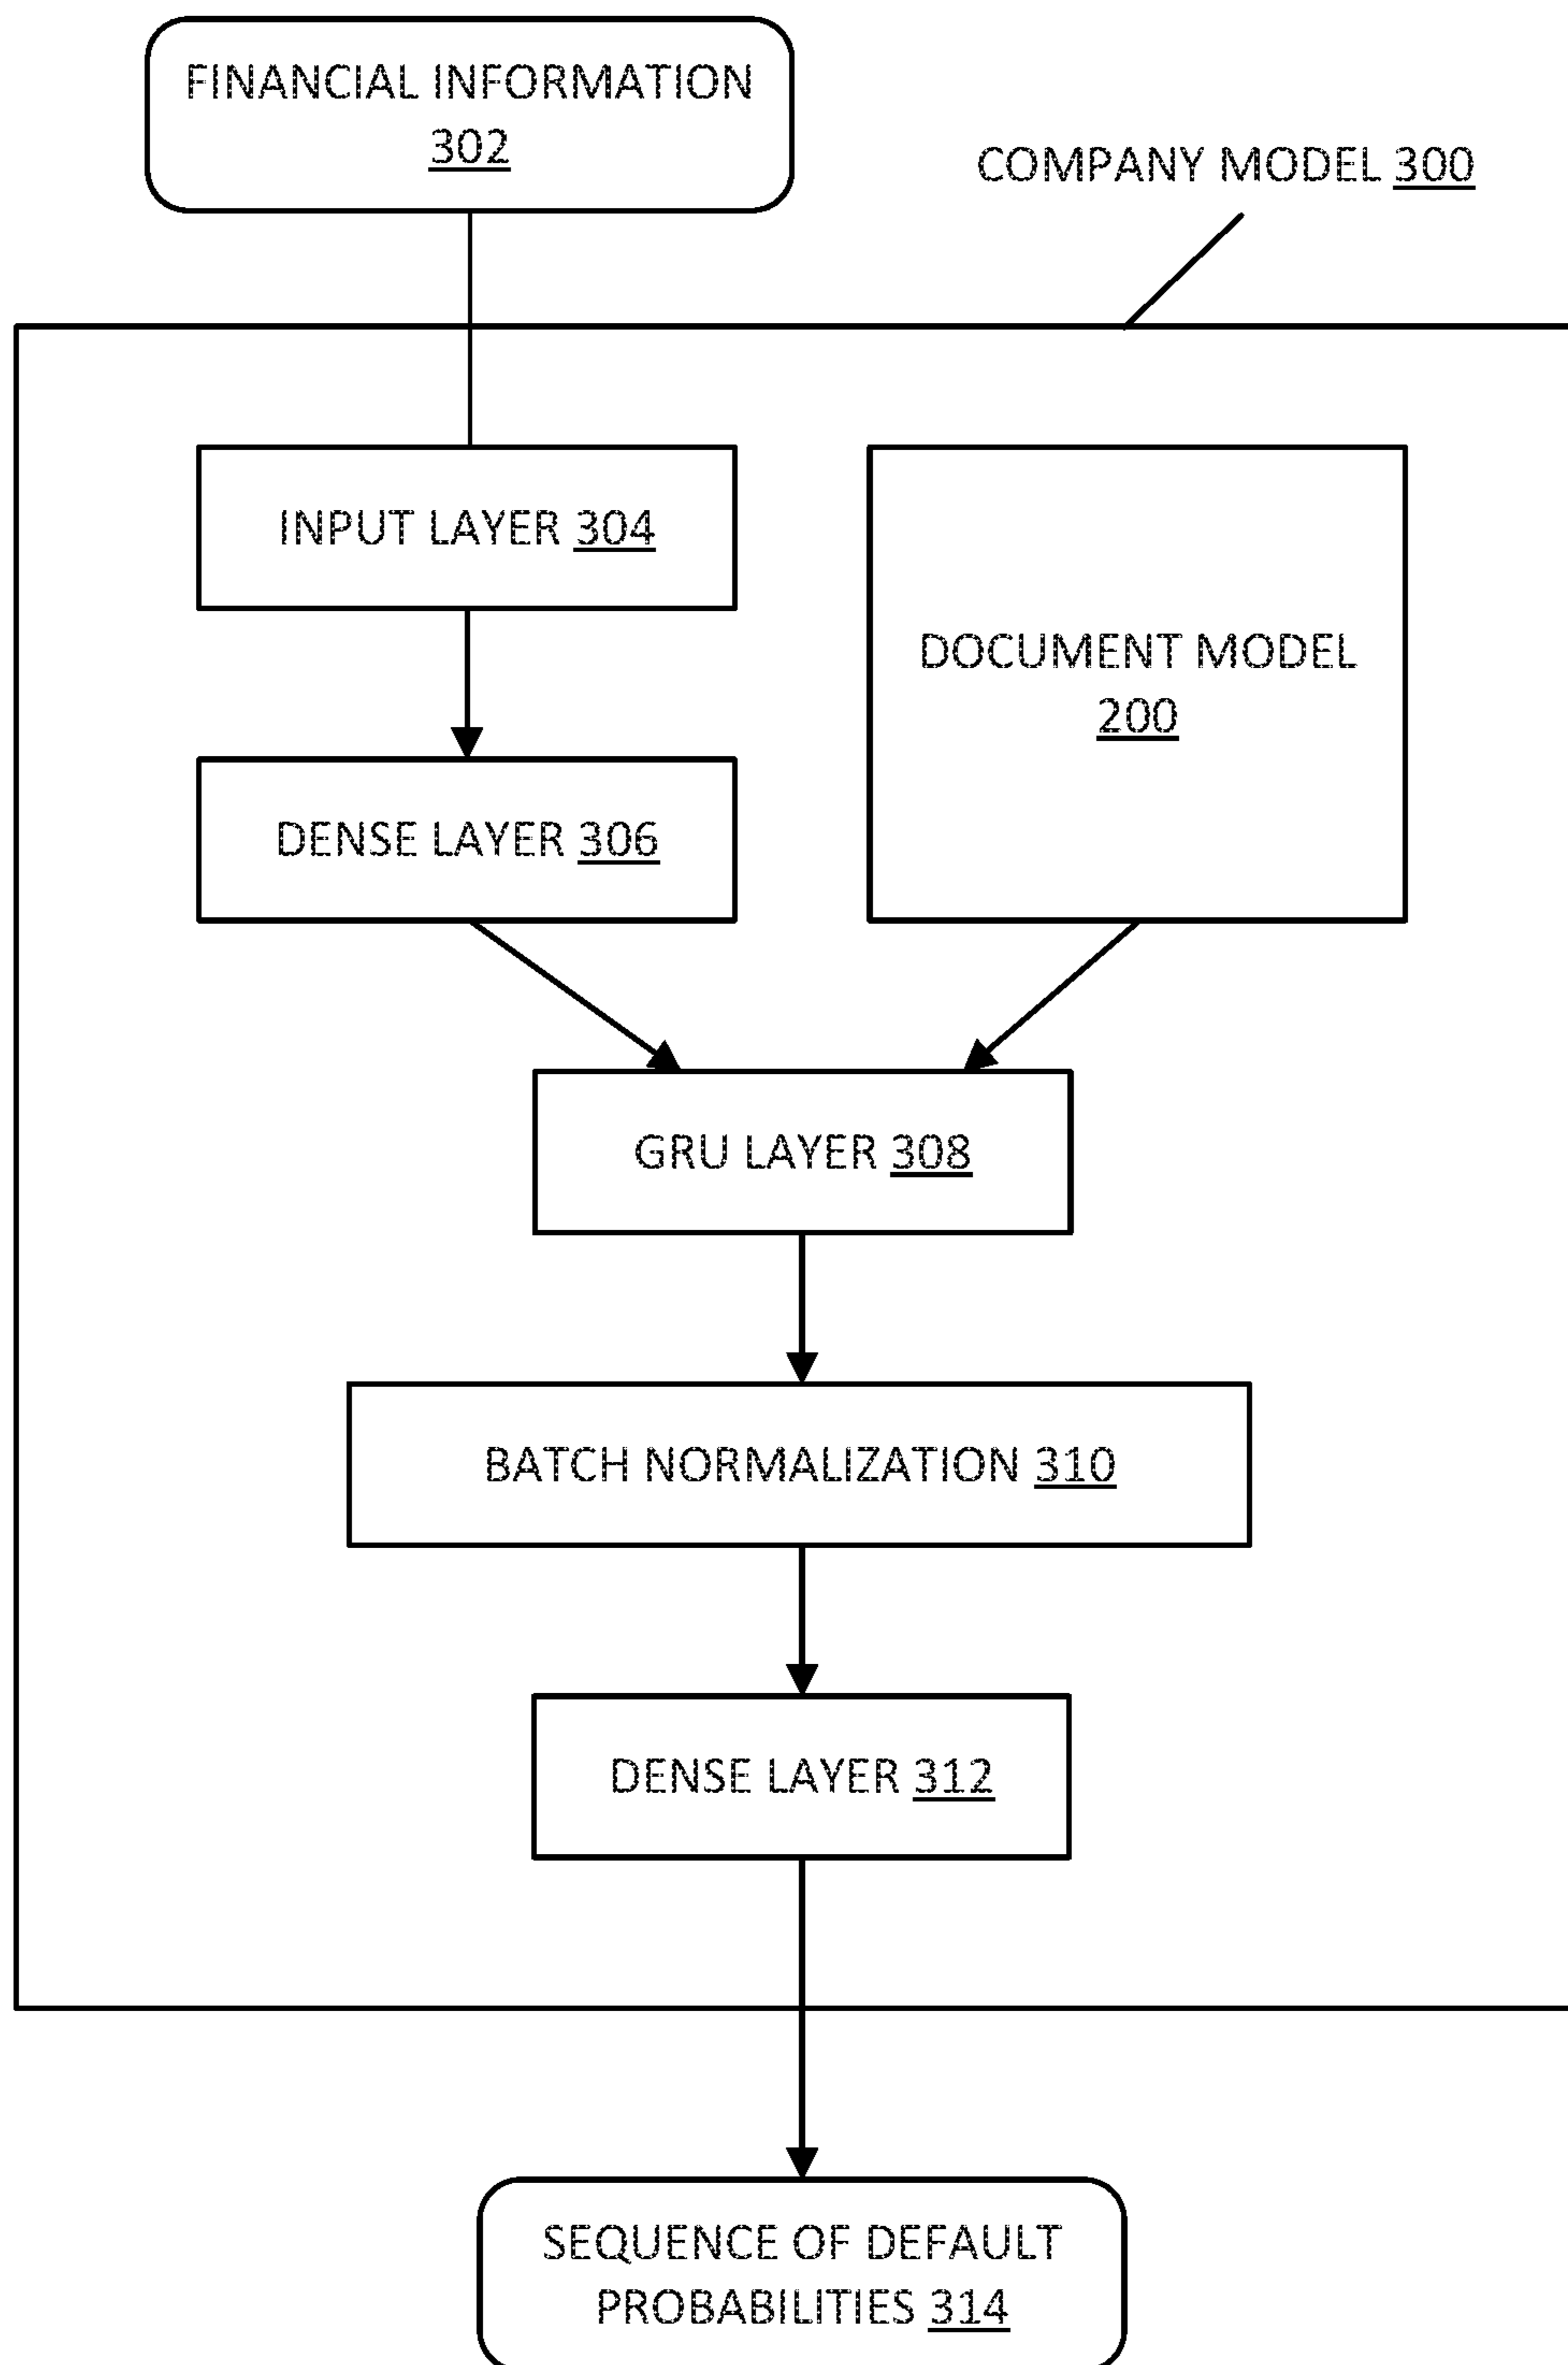 FINANCIAL INFORMATION
302
COMPANY MODEL 300
INPUT LAYER 304
DOCUMENT MODEL
200
DENSE LAYER 306
GRU LAYER 308
BATCH NORMALIZATION 310
DENSE LAYER 312
SEQUENCE OF DEFAULT
PROBABILITIES 314